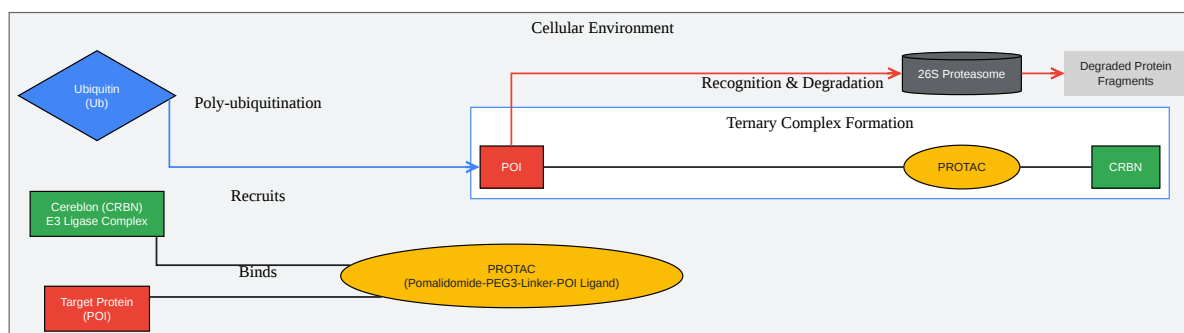 Cellular Environment
Ubiquitin
(Ub)
Poly-ubiquitination
Recognition & Degradation
26S Proteasome
Degraded Protein
Fragments
Ternary Complex Formation
POI
PROTAC
CRBN
Recruits
Cereblon (CRBN)
E3 Ligase Complex
Binds
PROTAC
(Pomalidomide-PEG3-Linker-POI Ligand)
Target Protein
(POI)